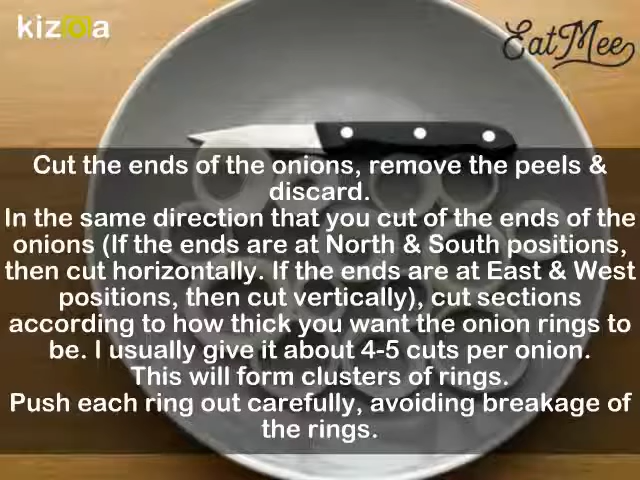 kizoa
EatMee
Cut the ends of the onions, remove the peels &
discard.
In the same direction that you cut of the ends of the
onions (If the ends are at North & South positions,
then cut horizontally. If the ends are at East & West
positions, then cut vertically), cut sections
according to how thick you want the onion rings to
be. I usually give it about 4-5 cuts per onion.
This will form clusters of rings.
Push each ring out carefully, avoiding breakage of
the rings.